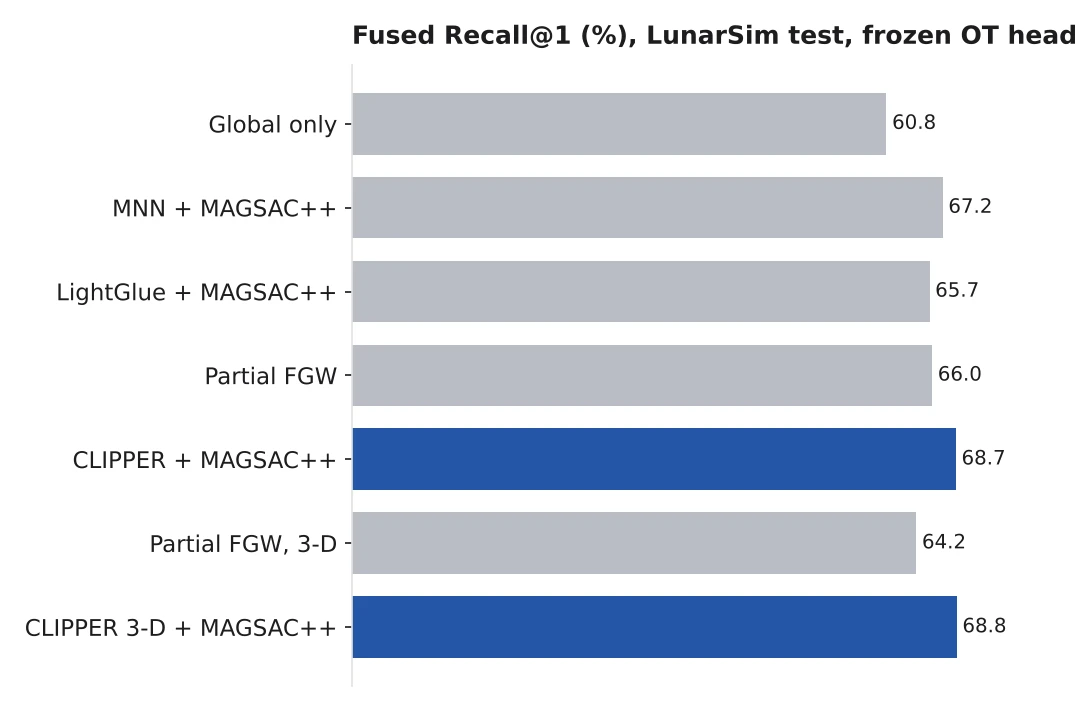 Fused Recall@1 (%), LunarSim test, frozen OT head
Global only 60.8
MNN + MAGSAC++ 67.2
LightGlue + MAGSAC++ 65.7
Partial FGW 66.0
CLIPPER + MAGSAC++ 68.7
Partial FGW, 3-D 64.2
CLIPPER 3-D + MAGSAC++ 68.8